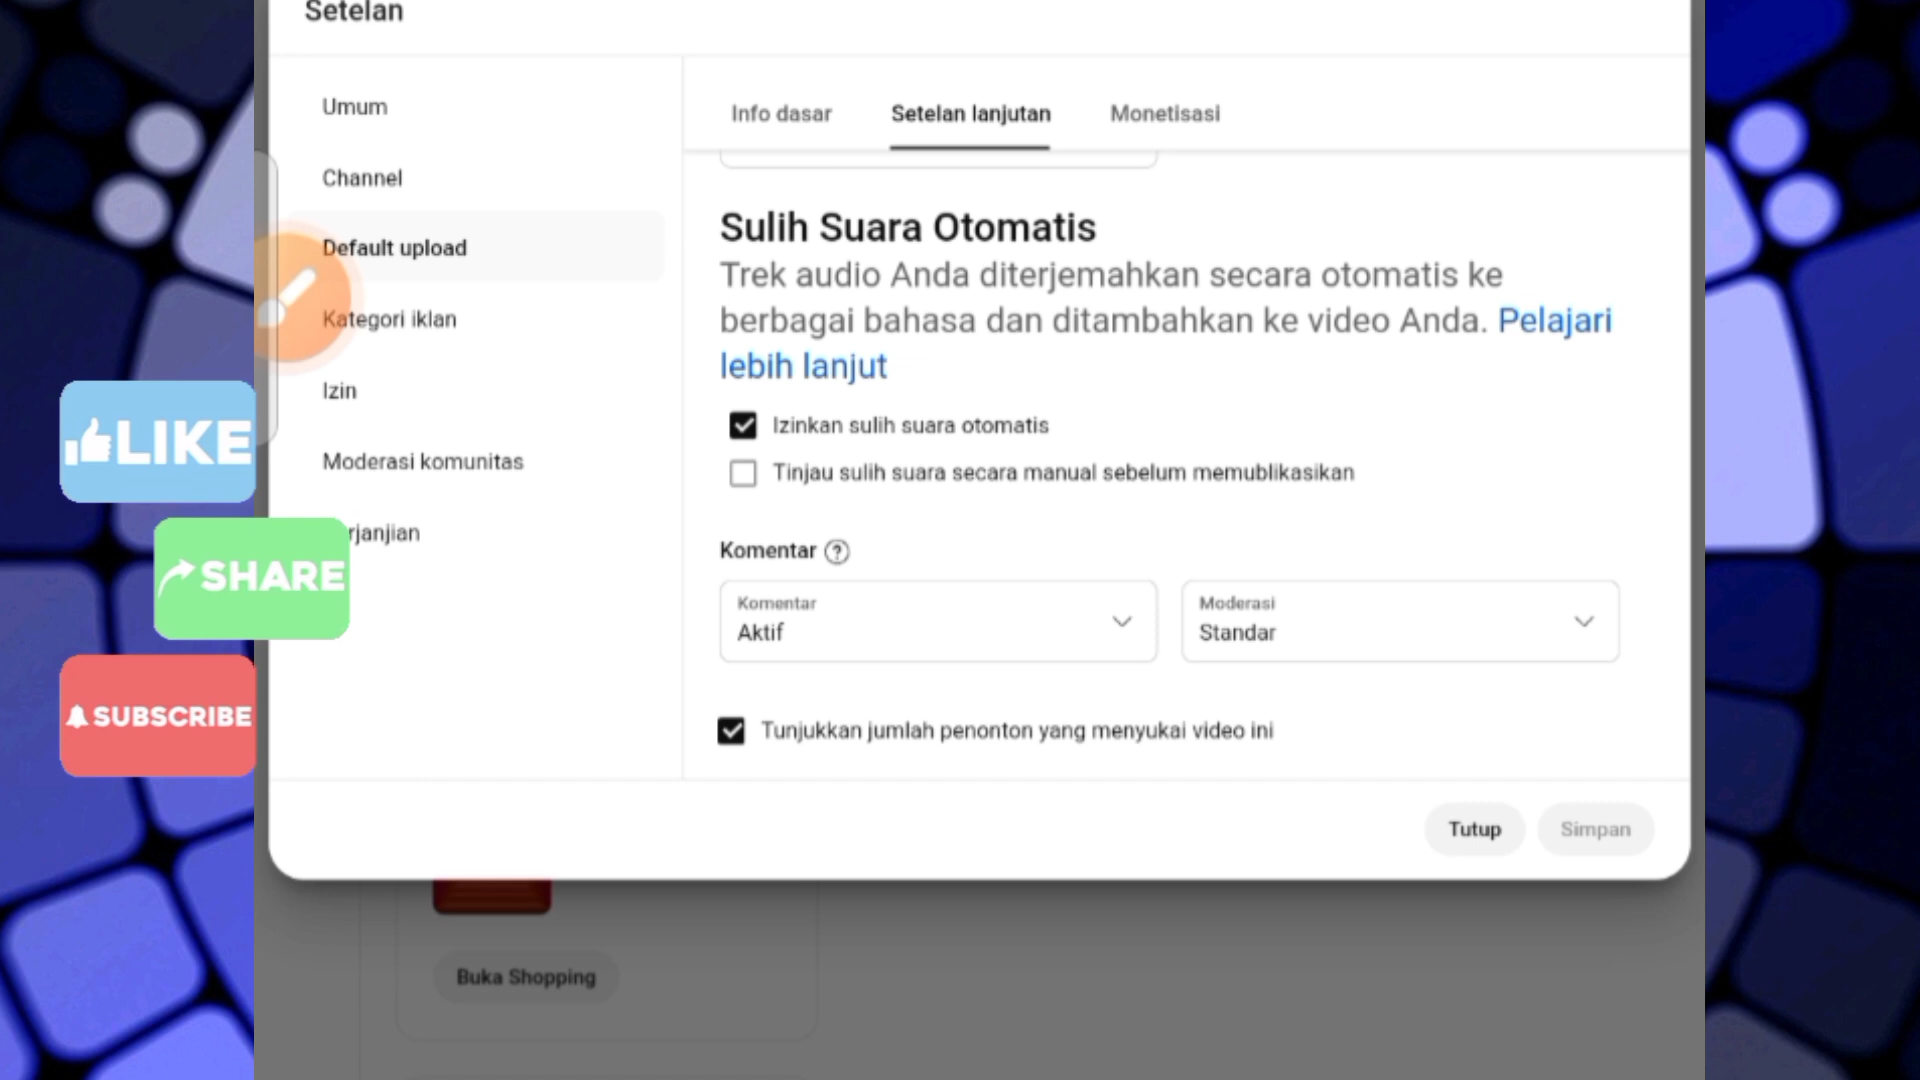 Setelan
Umum
Channel
Default upload
Kategori iklan
Izin
Moderasi komunitas
rjanjian
Info dasar
Setelan lanjutan
Monetisasi
Sulih Suara Otomatis
Trek audio Anda diterjemahkan secara otomatis ke
berbagai bahasa dan ditambahkan ke video Anda. Pelajari
lebih lanjut
Izinkan sulih suara otomatis
Tinjau sulih suara secara manual sebelum memublikasikan
Komentar ?
Komentar
Aktif
Moderasi
Standar
Tunjukkan jumlah penonton yang menyukai video ini
Tutup
Simpan
Buka Shopping
LIKE
SHARE
SUBSCRIBE